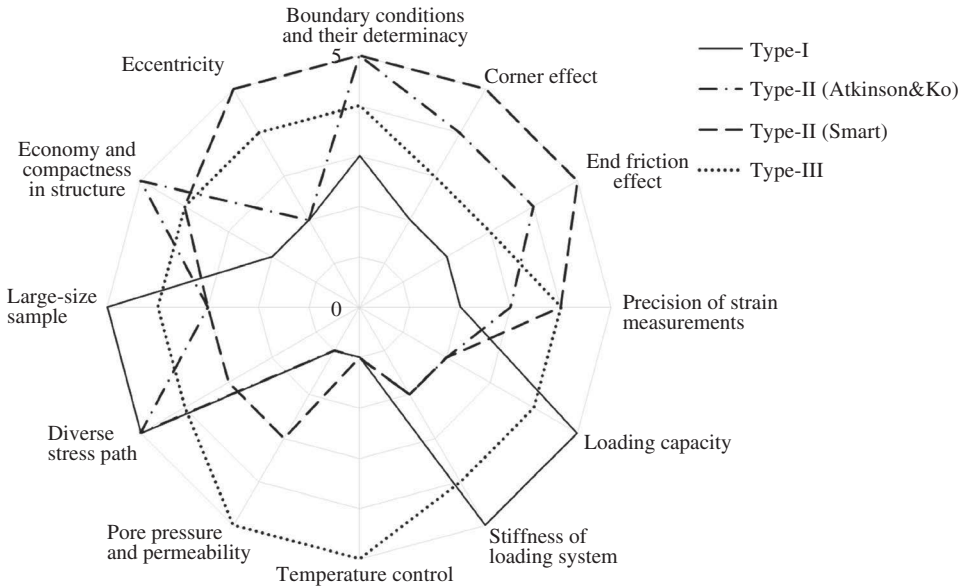 Boundary conditions
and their determinacy
5
Eccentricity
Corner effect
Type-I
Type-II (Atkinson&Ko)
Type-II (Smart)
Type-III
Economy and
compactness
in structure
End friction
effect
Large-size
sample
0
Precision of strain
measurements
Diverse
stress path
Loading capacity
Pore pressure
and permeability
Stiffness of
loading system
Temperature control